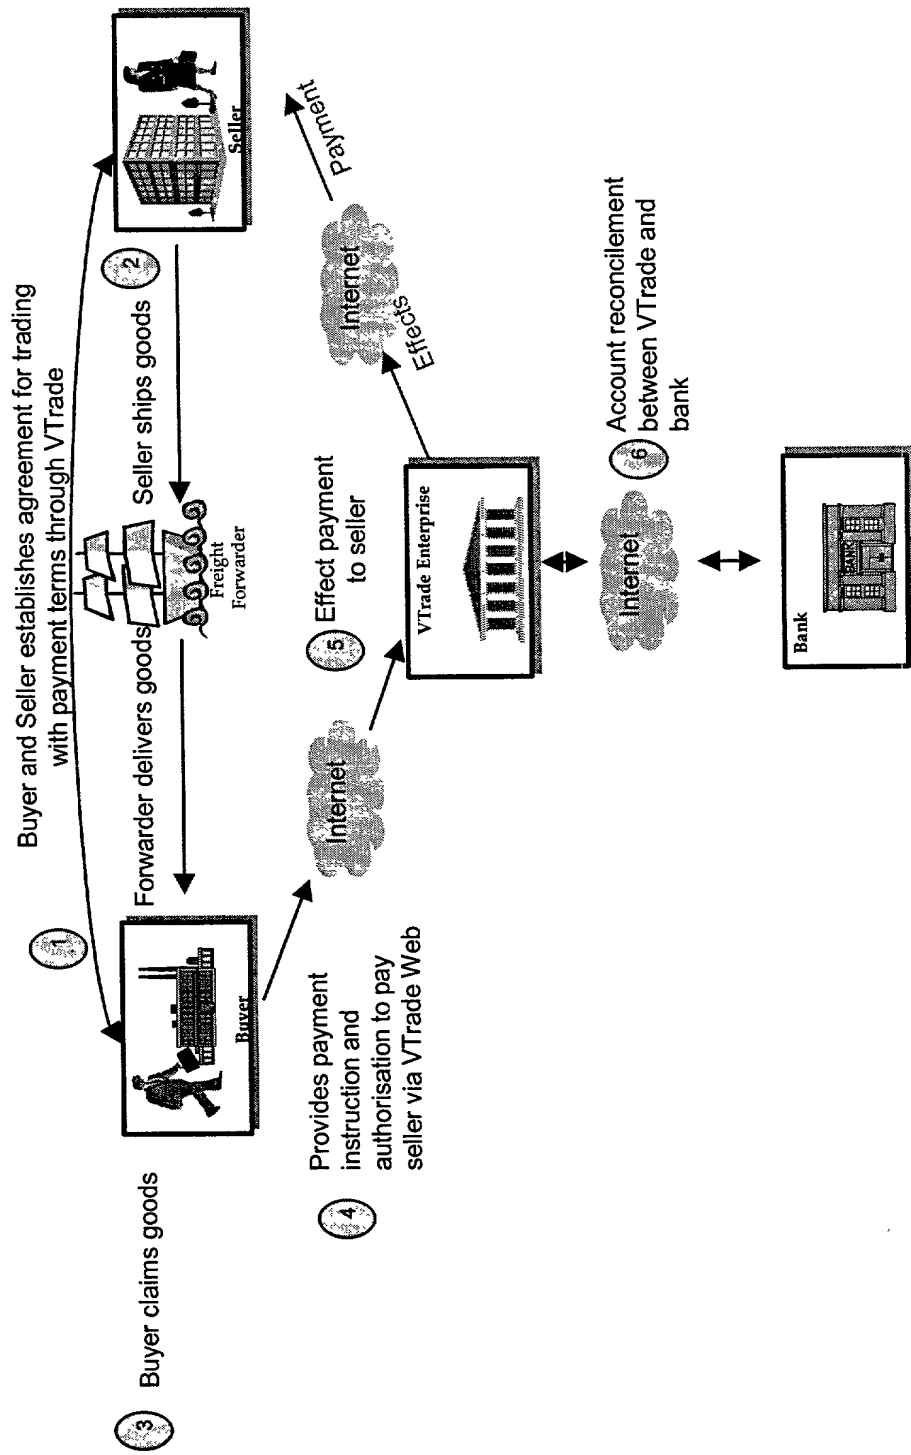 Buyer and Seller establishes agreement for trading
with payment terms through VTrade
1
Forwarder delivers goods
Seller ships goods
2
3
Buyer claims goods
Buyer
Freight
Forwarder
Seller
4
Provides payment
instruction and
authorisation to pay
seller via VTrade Web
Internet
5
Effect payment
to seller
VTrade Enterprise
Effects
Internet
Payment
Internet
6
Account reconcilement
between VTrade and
bank
Bank
BANK